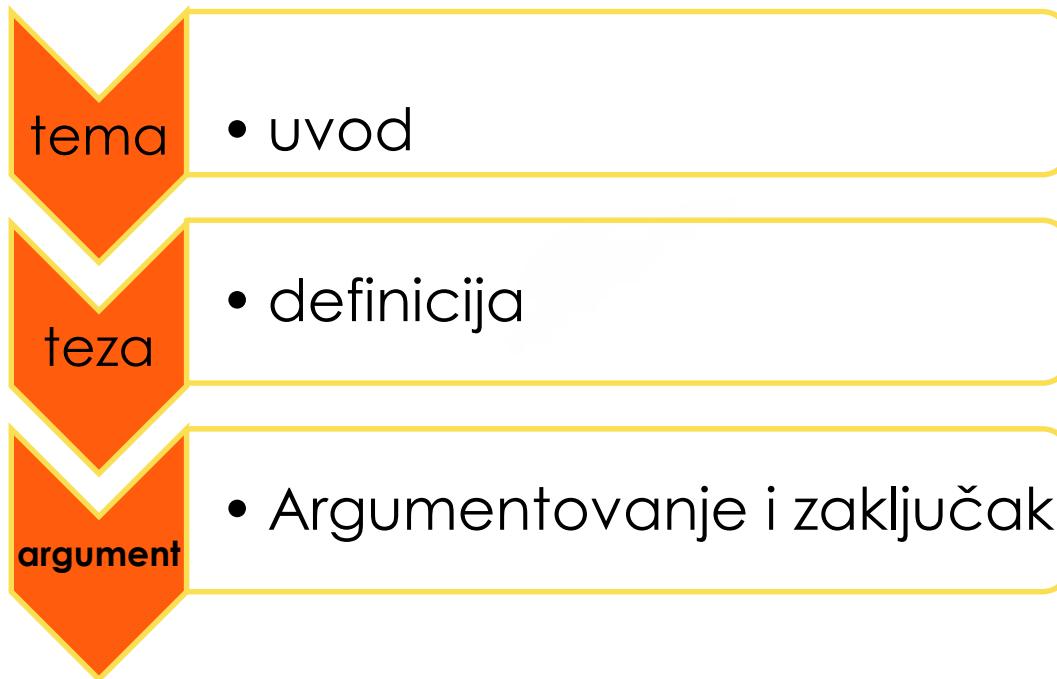 tema
• uvod
teza
• definicija
argument
• Argumentovanje i zaključak